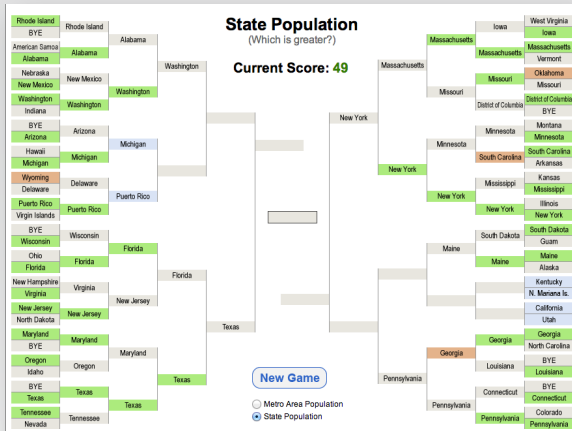 State Population
(Which is greater?)
Current Score: 49
Rhode Island
BYE
American Samoa
Alabama
Nebraska
New Mexico
Washington
Indiana
BYE
Arizona
Hawaii
Michigan
Wyoming
Delaware
Puerto Rico
Virgin Islands
BYE
Wisconsin
Ohio
Florida
New Hampshire
Virginia
New Jersey
North Dakota
Maryland
BYE
Oregon
Idaho
BYE
Texas
Tennessee
Nevada
Rhode Island
Alabama
New Mexico
Washington
Arizona
Michigan
Delaware
Puerto Rico
Wisconsin
Florida
Virginia
New Jersey
Maryland
Oregon
Texas
Tennessee
Alabama
Washington
Michigan
Puerto Rico
Florida
New Jersey
Maryland
Texas
Washington
Florida
Texas
Texas
New York
Massachusetts
New York
Pennsylvania
Massachusetts
Missouri
Minnesota
New York
Maine
Georgia
Pennsylvania
Iowa
Massachusetts
Missouri
District of Columbia
Minnesota
South Carolina
Mississippi
New York
South Dakota
Maine
Georgia
Louisiana
Connecticut
Pennsylvania
West Virginia
Iowa
Massachusetts
Vermont
Oklahoma
Missouri
District of Columbia
BYE
Montana
Minnesota
South Carolina
Arkansas
Kansas
Mississippi
Illinois
New York
South Dakota
Guam
Maine
Alaska
Kentucky
N. Mariana Is.
California
Utah
Georgia
North Carolina
BYE
Louisiana
BYE
Connecticut
Colorado
Pennsylvania
New Game
Metro Area Population
State Population